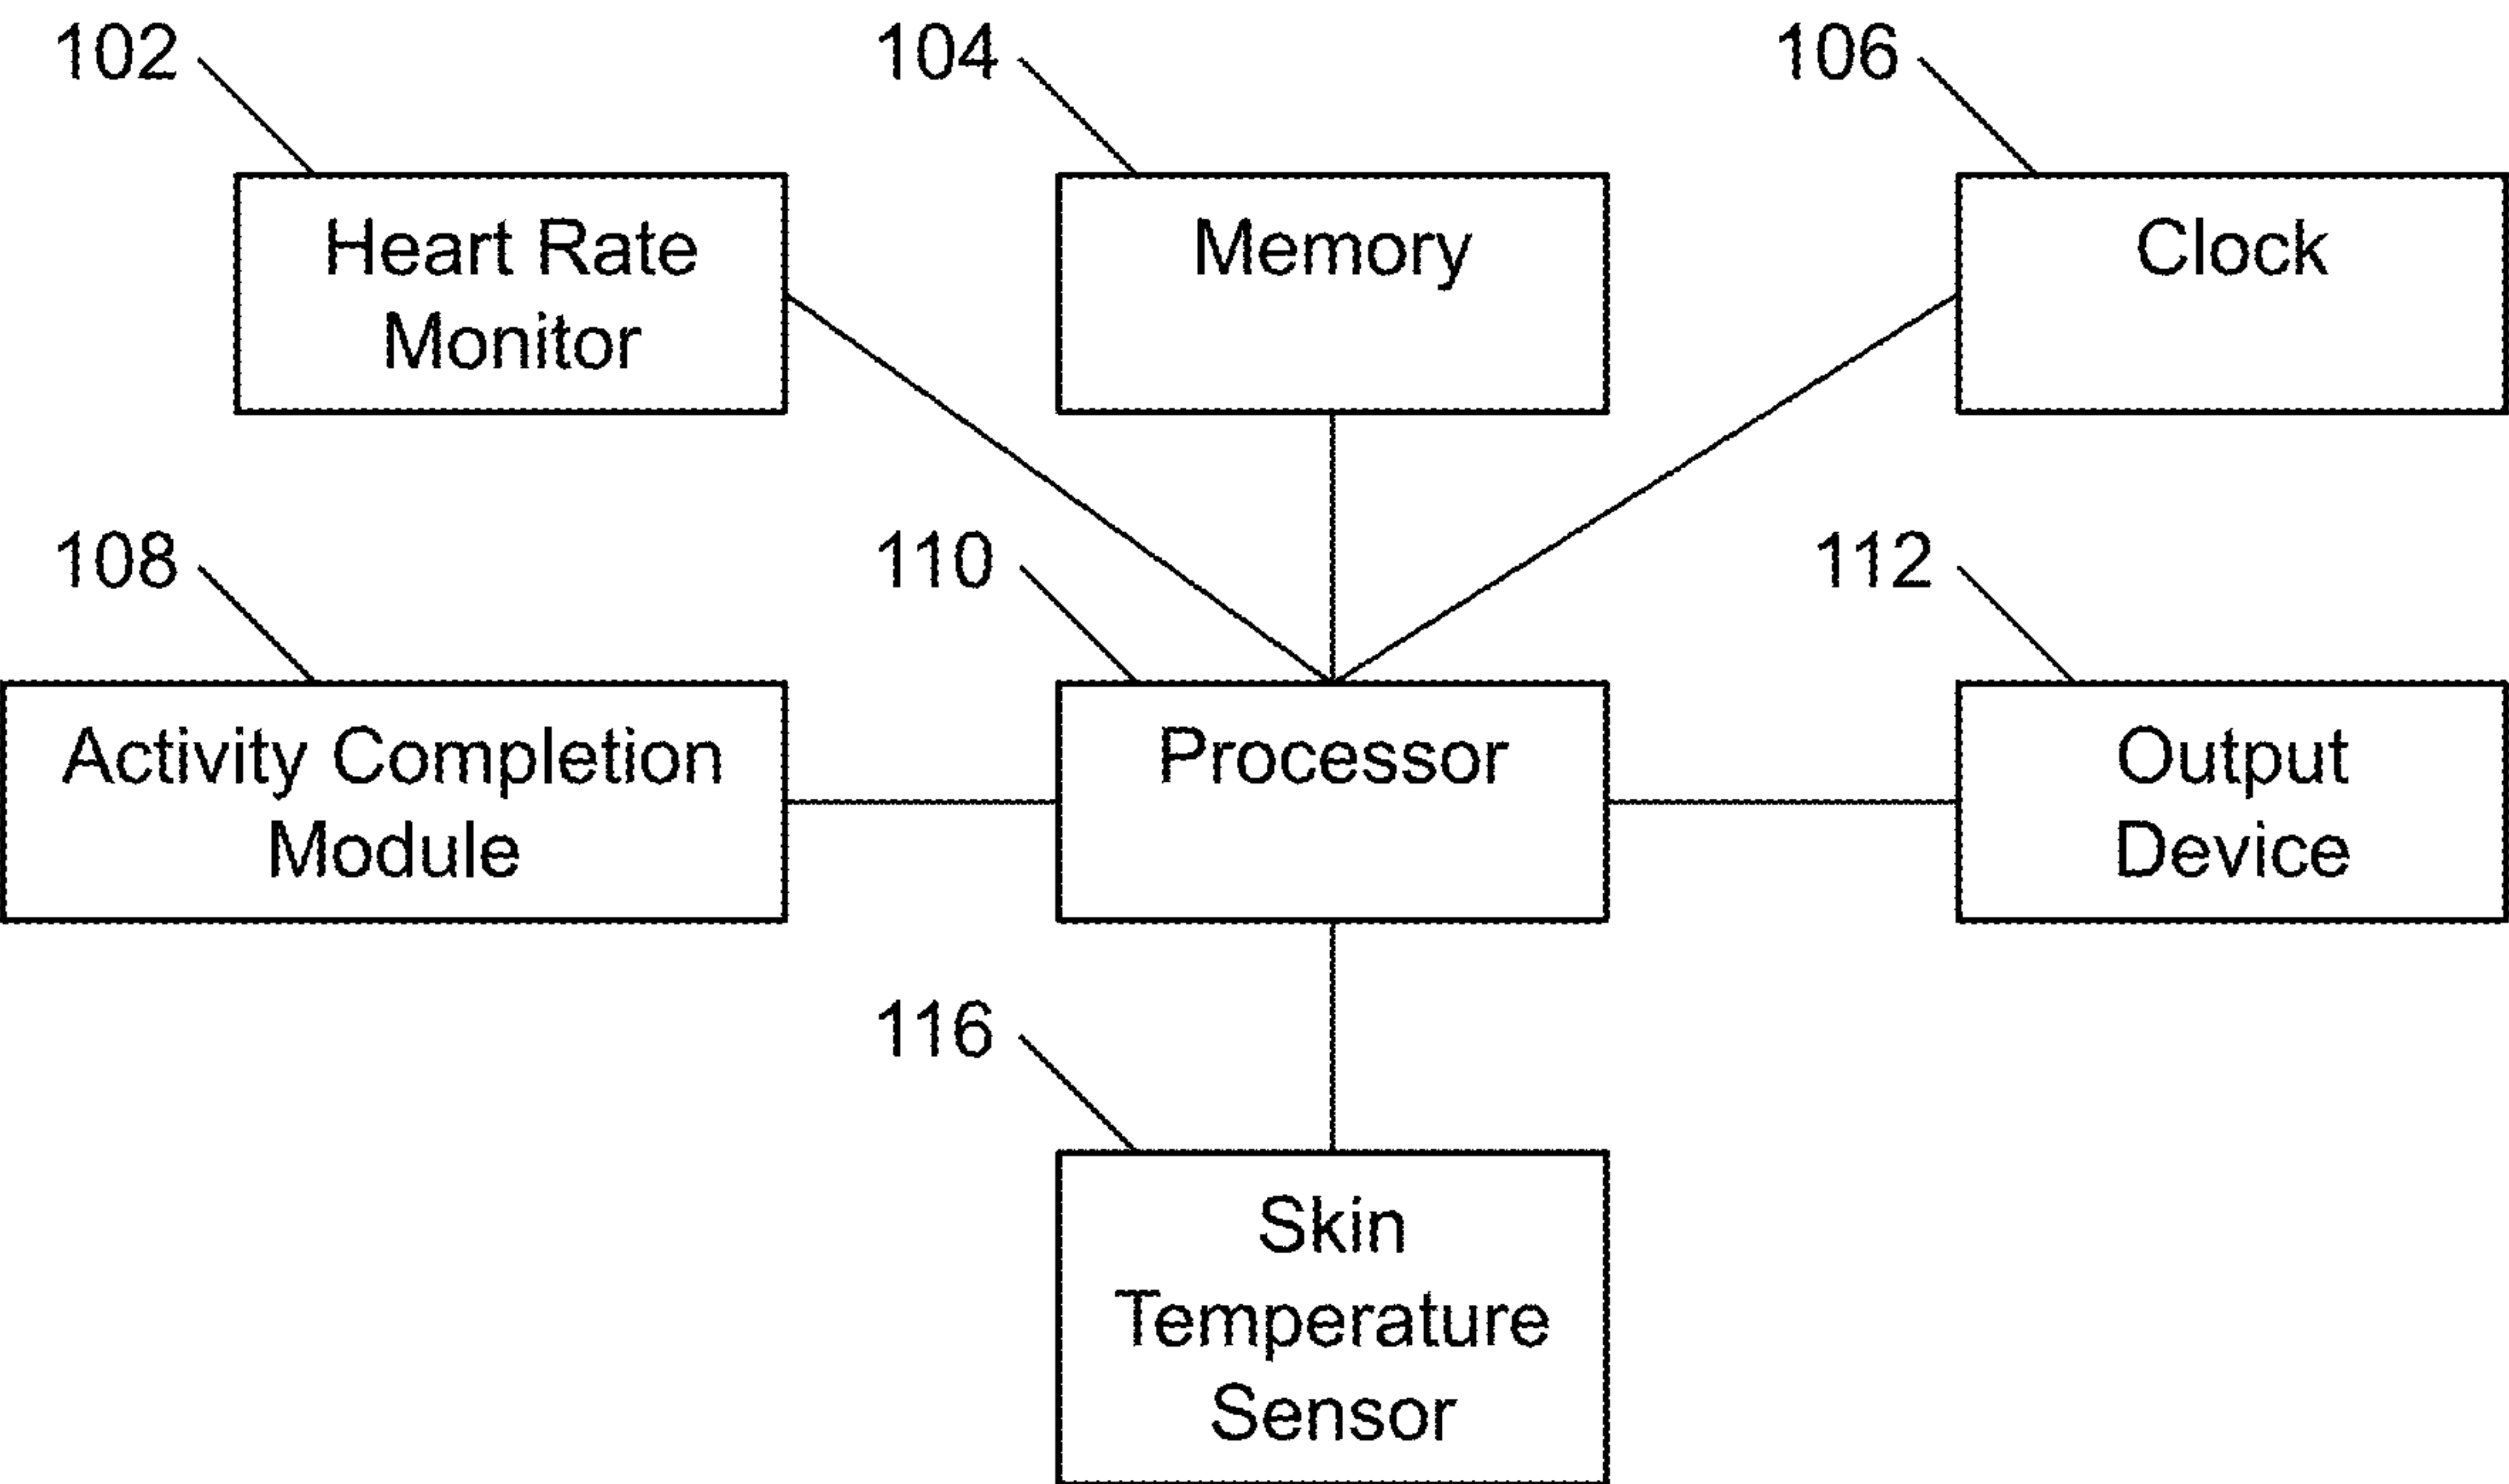 102
104
106
Heart Rate
Monitor
Memory
Clock
108
110
112
Activity Completion
Module
Processor
Output
Device
116
Skin
Temperature
Sensor